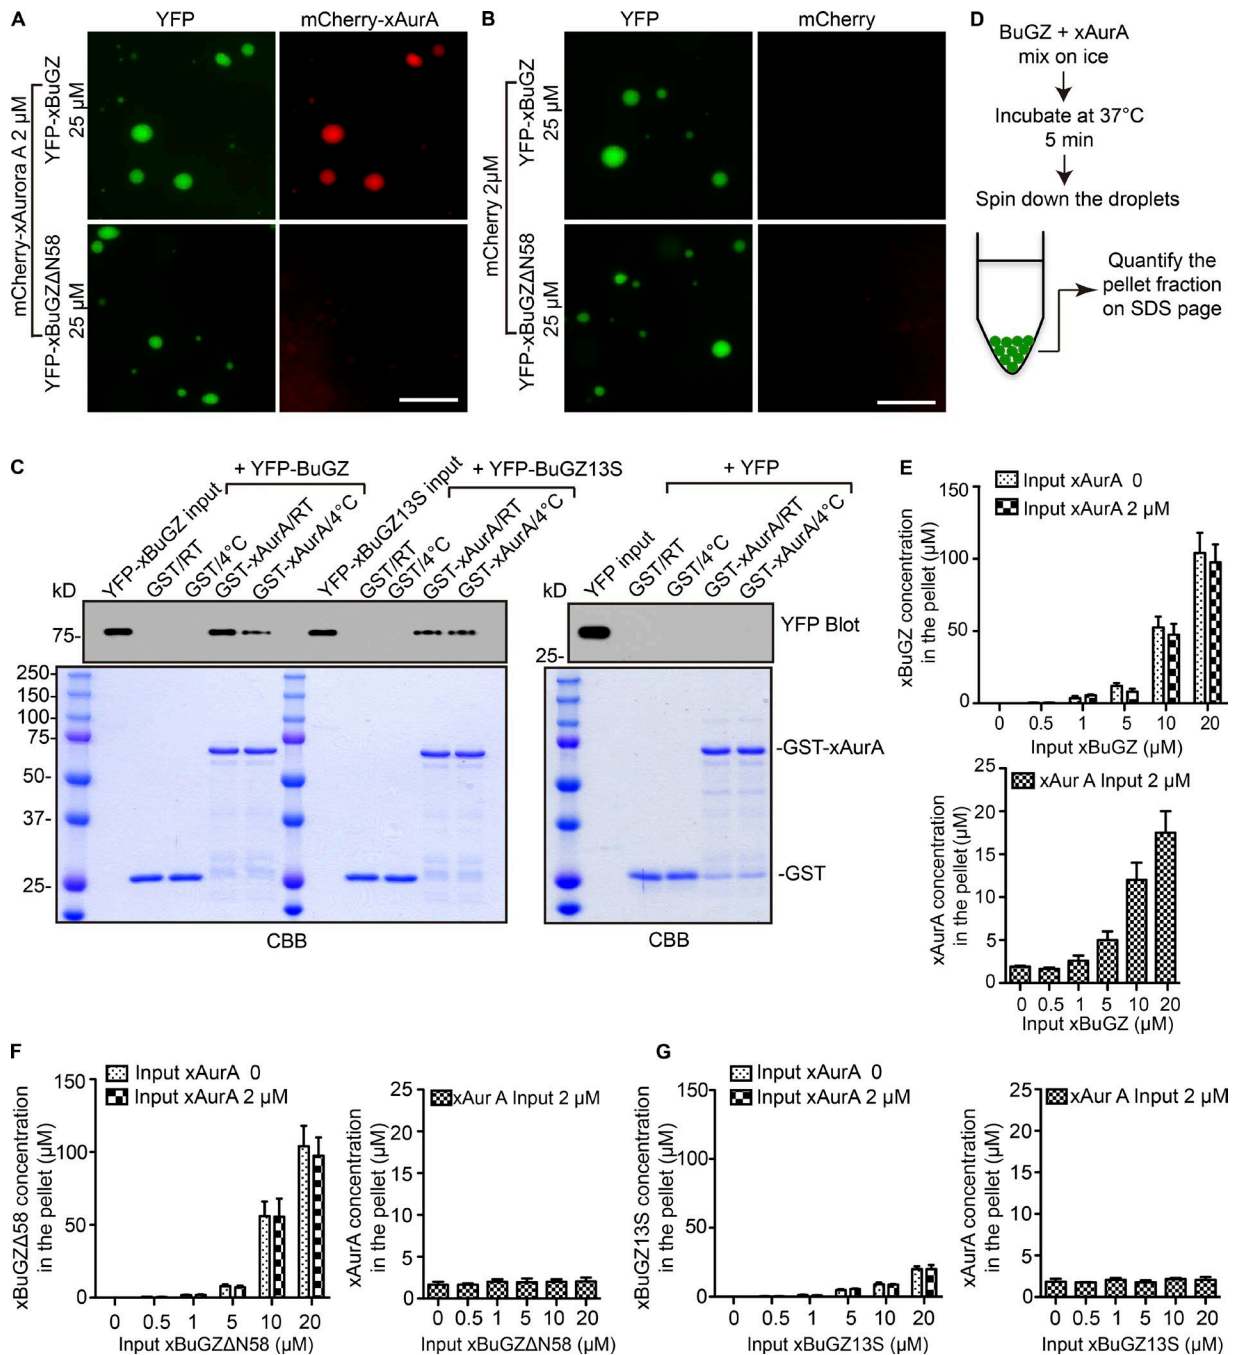 A
YFP
mCherry-xAurA
mCherry-xAurora A 2 µM
YFP-xBuGZ
25 µM
YFP-xBuGZΔN58
25 µM
B
YFP
mCherry
mCherry 2µM
YFP-xBuGZ
25 µM
YFP-xBuGZΔN58
25 µM
D
BuGZ + xAurA
mix on ice
Incubate at 37°C
5 min
Spin down the droplets
Quantify the
pellet fraction
on SDS page
C
+ YFP-BuGZ
+ YFP-BuGZ13S
+ YFP
kD
YFP-xBuGZ input
GST/RT
GST/4°C
GST-xAurA/RT
GST-xAurA/4°C
YFP-xBuGZ13S input
GST/RT
GST/4°C
GST-xAurA/RT
GST-xAurA/4°C
kD
YFP input
GST/RT
GST/4°C
GST-xAurA/RT
GST-xAurA/4°C
75-
25-
YFP Blot
250-
150-
100-
75-
50-
37-
25-
-GST-xAurA
-GST
CBB
CBB
E
Input xAurA 0
Input xAurA 2 µM
xBuGZ concentration
in the pellet (µM)
150
100
50
0
0 0.5 1 5 10 20
Input xBuGZ (µM)
xAur A Input 2 µM
xAurA concentration
in the pellet (µM)
25
20
15
10
5
0
0 0.5 1 5 10 20
Input xBuGZ (µM)
F
Input xAurA 0
Input xAurA 2 µM
xBuGZΔ58 concentration
in the pellet (µM)
150
100
50
0
0 0.5 1 5 10 20
Input xBuGZΔN58 (µM)
xAur A Input 2 µM
xAurA concentration
in the pellet (µM)
25
20
15
10
5
0
0 0.5 1 5 10 20
Input xBuGZΔN58 (µM)
G
Input xAurA 0
Input xAurA 2 µM
xBuGZ13S concentration
in the pellet (µM)
150
100
50
0
0 0.5 1 5 10 20
Input xBuGZ13S (µM)
xAur A Input 2 µM
xAurA concentration
in the pellet (µM)
25
20
15
10
5
0
0 0.5 1 5 10 20
Input xBuGZ13S (µM)